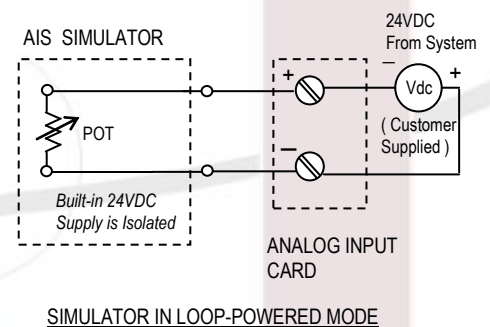 24VDC
From System
AIS SIMULATOR
– +
+
Vdc
POT
( Customer
Supplied )
–
Built-in 24VDC
Supply is Isolated
ANALOG INPUT
CARD
SIMULATOR IN LOOP-POWERED MODE